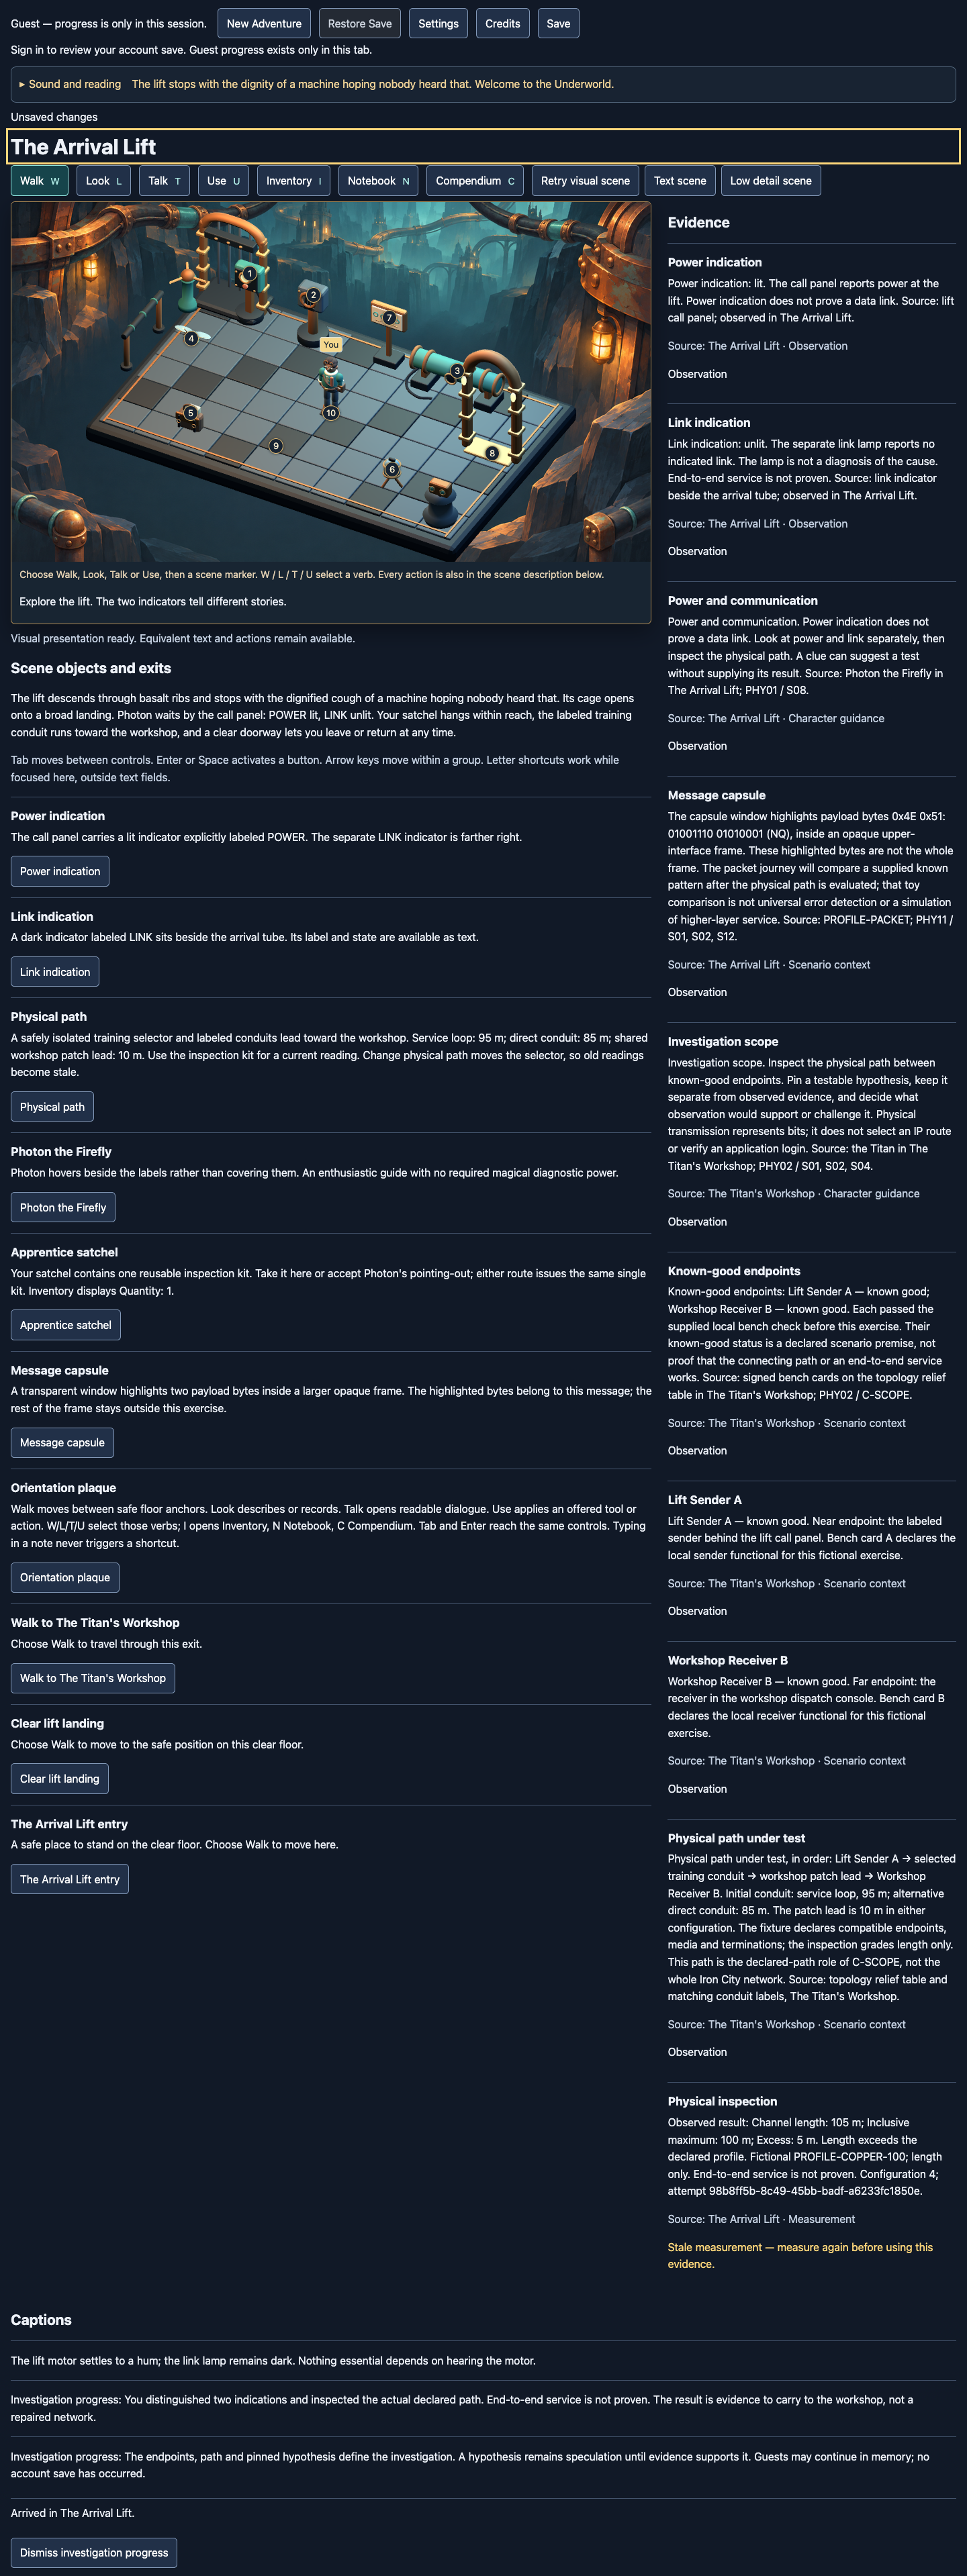 Guest — progress is only in this session.
New Adventure
Restore Save
Settings
Credits
Save
Sign in to review your account save. Guest progress exists only in this tab.
▸ Sound and reading The lift stops with the dignity of a machine hoping nobody heard that. Welcome to the Underworld.
Unsaved changes
The Arrival Lift
Walk W
Look L
Talk T
Use U
Inventory I
Notebook N
Compendium C
Retry visual scene
Text scene
Low detail scene
1
2
7
4
You
3
5
10
9
8
6
Choose Walk, Look, Talk or Use, then a scene marker. W / L / T / U select a verb. Every action is also in the scene description below.
Explore the lift. The two indicators tell different stories.
Visual presentation ready. Equivalent text and actions remain available.
Scene objects and exits
The lift descends through basalt ribs and stops with the dignified cough of a machine hoping nobody heard that. Its cage opens
onto a broad landing. Photon waits by the call panel: POWER lit, LINK unlit. Your satchel hangs within reach, the labeled training
conduit runs toward the workshop, and a clear doorway lets you leave or return at any time.
Tab moves between controls. Enter or Space activates a button. Arrow keys move within a group. Letter shortcuts work while
focused here, outside text fields.
Power indication
The call panel carries a lit indicator explicitly labeled POWER. The separate LINK indicator is farther right.
Power indication
Link indication
A dark indicator labeled LINK sits beside the arrival tube. Its label and state are available as text.
Link indication
Physical path
A safely isolated training selector and labeled conduits lead toward the workshop. Service loop: 95 m; direct conduit: 85 m; shared
workshop patch lead: 10 m. Use the inspection kit for a current reading. Change physical path moves the selector, so old readings
become stale.
Physical path
Photon the Firefly
Photon hovers beside the labels rather than covering them. An enthusiastic guide with no required magical diagnostic power.
Photon the Firefly
Apprentice satchel
Your satchel contains one reusable inspection kit. Take it here or accept Photon's pointing-out; either route issues the same single
kit. Inventory displays Quantity: 1.
Apprentice satchel
Message capsule
A transparent window highlights two payload bytes inside a larger opaque frame. The highlighted bytes belong to this message; the
rest of the frame stays outside this exercise.
Message capsule
Orientation plaque
Walk moves between safe floor anchors. Look describes or records. Talk opens readable dialogue. Use applies an offered tool or
action. W/L/T/U select those verbs; I opens Inventory, N Notebook, C Compendium. Tab and Enter reach the same controls. Typing
in a note never triggers a shortcut.
Orientation plaque
Walk to The Titan's Workshop
Choose Walk to travel through this exit.
Walk to The Titan's Workshop
Clear lift landing
Choose Walk to move to the safe position on this clear floor.
Clear lift landing
The Arrival Lift entry
A safe place to stand on the clear floor. Choose Walk to move here.
The Arrival Lift entry
Evidence
Power indication
Power indication: lit. The call panel reports power at the
lift. Power indication does not prove a data link. Source: lift
call panel; observed in The Arrival Lift.
Source: The Arrival Lift · Observation
Observation
Link indication
Link indication: unlit. The separate link lamp reports no
indicated link. The lamp is not a diagnosis of the cause.
End-to-end service is not proven. Source: link indicator
beside the arrival tube; observed in The Arrival Lift.
Source: The Arrival Lift · Observation
Observation
Power and communication
Power and communication. Power indication does not
prove a data link. Look at power and link separately, then
inspect the physical path. A clue can suggest a test
without supplying its result. Source: Photon the Firefly in
The Arrival Lift; PHY01 / S08.
Source: The Arrival Lift · Character guidance
Observation
Message capsule
The capsule window highlights payload bytes 0x4E 0x51:
01001110 01010001 (NQ), inside an opaque upper-
interface frame. These highlighted bytes are not the whole
frame. The packet journey will compare a supplied known
pattern after the physical path is evaluated; that toy
comparison is not universal error detection or a simulation
of higher-layer service. Source: PROFILE-PACKET; PHY11 /
S01, S02, S12.
Source: The Arrival Lift · Scenario context
Observation
Investigation scope
Investigation scope. Inspect the physical path between
known-good endpoints. Pin a testable hypothesis, keep it
separate from observed evidence, and decide what
observation would support or challenge it. Physical
transmission represents bits; it does not select an IP route
or verify an application login. Source: the Titan in The
Titan's Workshop; PHY02 / S01, S02, S04.
Source: The Titan's Workshop · Character guidance
Observation
Known-good endpoints
Known-good endpoints: Lift Sender A — known good;
Workshop Receiver B — known good. Each passed the
supplied local bench check before this exercise. Their
known-good status is a declared scenario premise, not
proof that the connecting path or an end-to-end service
works. Source: signed bench cards on the topology relief
table in The Titan's Workshop; PHY02 / C-SCOPE.
Source: The Titan's Workshop · Scenario context
Observation
Lift Sender A
Lift Sender A — known good. Near endpoint: the labeled
sender behind the lift call panel. Bench card A declares the
local sender functional for this fictional exercise.
Source: The Titan's Workshop · Scenario context
Observation
Workshop Receiver B
Workshop Receiver B — known good. Far endpoint: the
receiver in the workshop dispatch console. Bench card B
declares the local receiver functional for this fictional
exercise.
Source: The Titan's Workshop · Scenario context
Observation
Physical path under test
Physical path under test, in order: Lift Sender A → selected
training conduit → workshop patch lead → Workshop
Receiver B. Initial conduit: service loop, 95 m; alternative
direct conduit: 85 m. The patch lead is 10 m in either
configuration. The fixture declares compatible endpoints,
media and terminations; the inspection grades length only.
This path is the declared-path role of C-SCOPE, not the
whole Iron City network. Source: topology relief table and
matching conduit labels, The Titan's Workshop.
Source: The Titan's Workshop · Scenario context
Observation
Physical inspection
Observed result: Channel length: 105 m; Inclusive
maximum: 100 m; Excess: 5 m. Length exceeds the
declared profile. Fictional PROFILE-COPPER-100; length
only. End-to-end service is not proven. Configuration 4;
attempt 98b8ff5b-8c49-45bb-badf-a6233fc1850e.
Source: The Arrival Lift · Measurement
Stale measurement — measure again before using this
evidence.
Captions
The lift motor settles to a hum; the link lamp remains dark. Nothing essential depends on hearing the motor.
Investigation progress: You distinguished two indications and inspected the actual declared path. End-to-end service is not proven. The result is evidence to carry to the workshop, not a
repaired network.
Investigation progress: The endpoints, path and pinned hypothesis define the investigation. A hypothesis remains speculation until evidence supports it. Guests may continue in memory; no
account save has occurred.
Arrived in The Arrival Lift.
Dismiss investigation progress